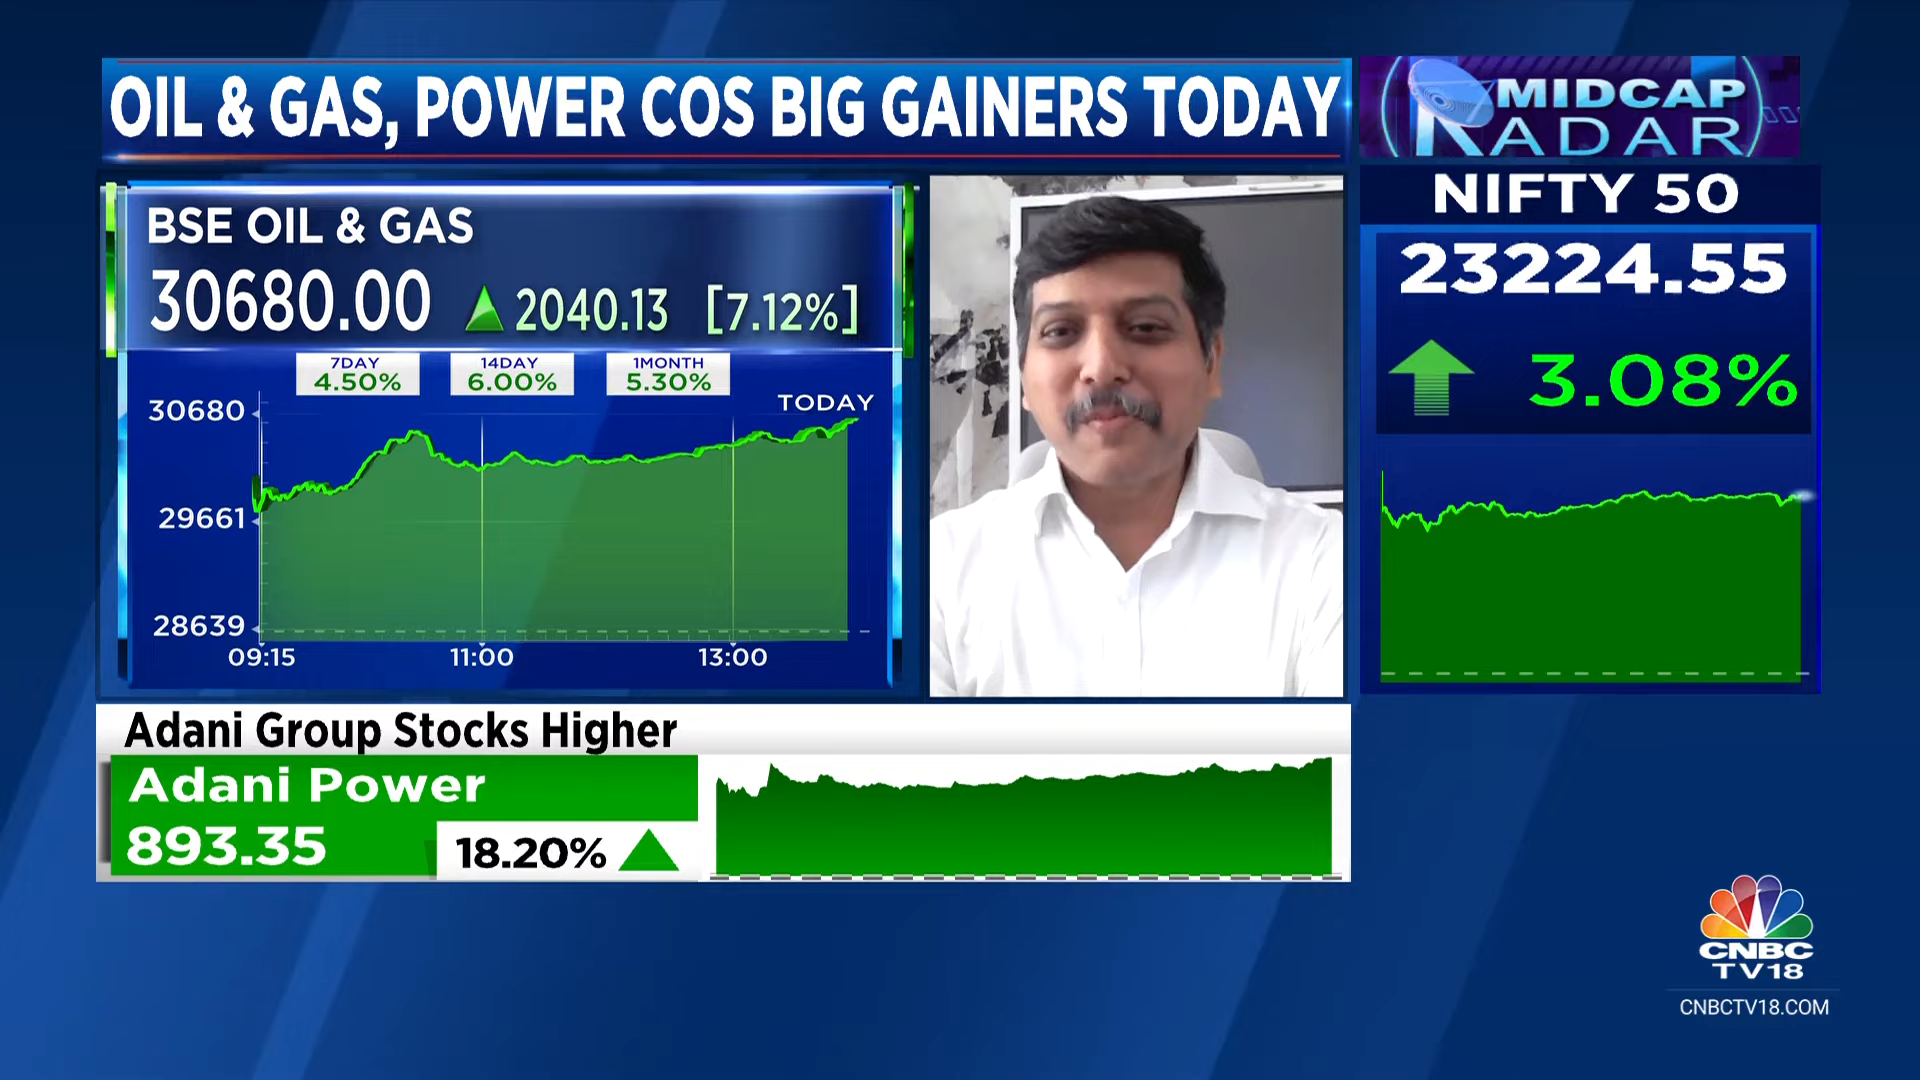 OIL & GAS, POWER COS BIG GAINERS TODAY
MIDCAP
RADAR
BSE OIL & GAS
30680.00 2040.13 [7.12%]
7DAY 14DAY 1MONTH
4.50% 6.00% 5.30%
TODAY
30680
29661
28639
09:15 11:00 13:00
NIFTY 50
23224.55
3.08%
Adani Group Stocks Higher
Adani Power
893.35 18.20%
CNBC
TV18
CNBCTV18.COM